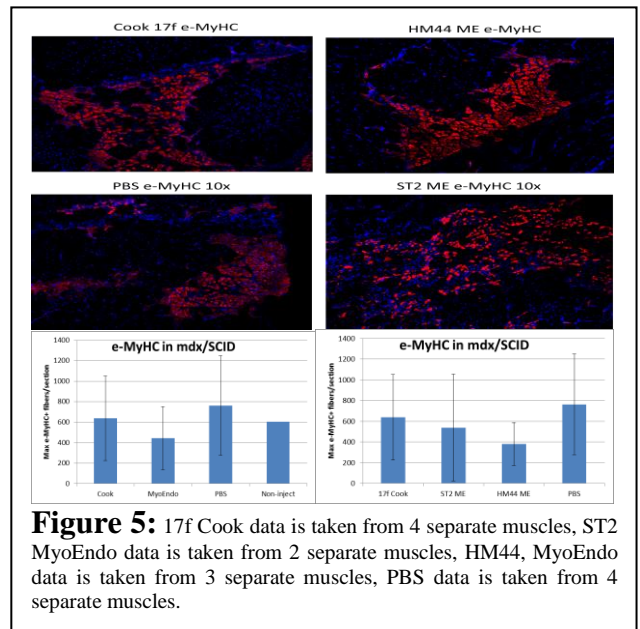 Cook 17f e-MyHC
HM44 ME e-MyHC
PBS e-MyHC 10x
ST2 ME e-MyHC 10x
e-MyHC in mdx/SCID
Max e-MyHC+ fibers/section
1400
1200
1000
800
600
400
200
0
Cook
MyoEndo
PBS
Non-inject
e-MyHC in mdx/SCID
Max e-MyHC+ fibers/section
1400
1200
1000
800
600
400
200
0
17f Cook
ST2 ME
HM44 ME
PBS
Figure 5: 17f Cook data is taken from 4 separate muscles, ST2
MyoEndo data is taken from 2 separate muscles, HM44, MyoEndo
data is taken from 3 separate muscles, PBS data is taken from 4
separate muscles.